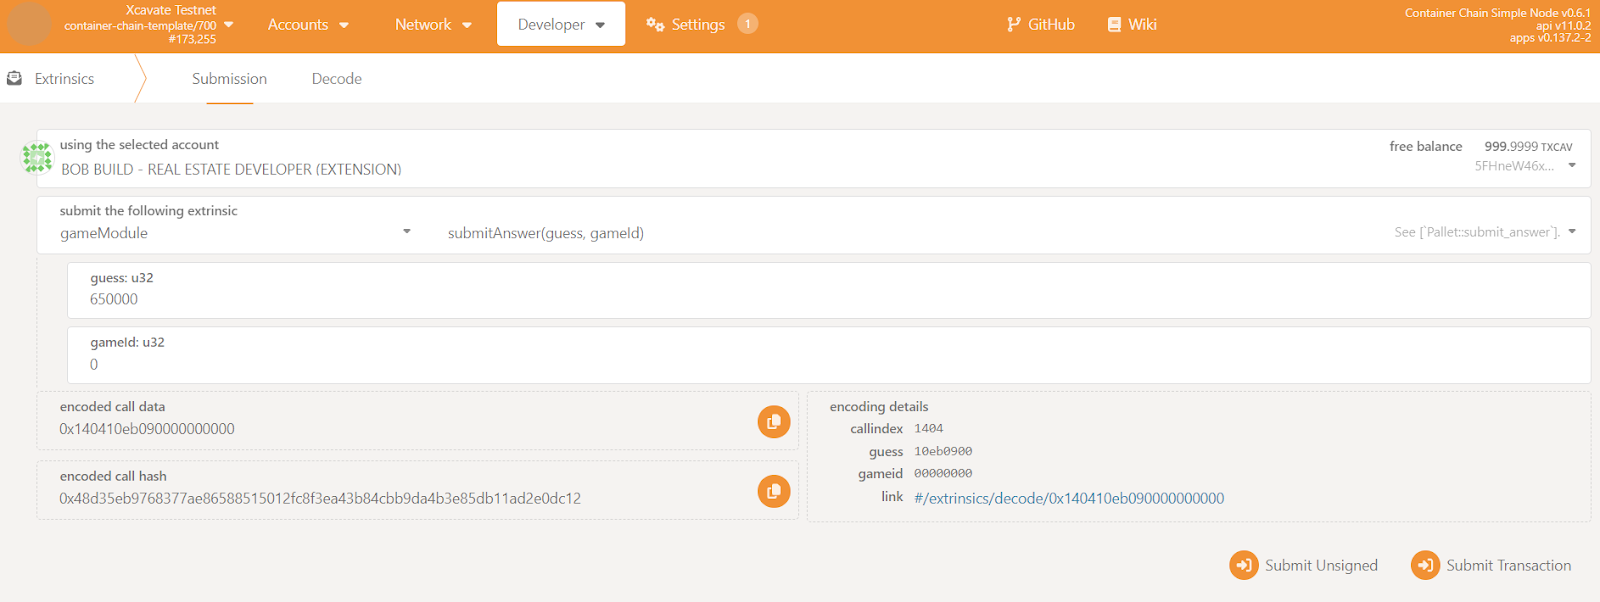 Xcavate Testnet
container-chain-template/700
#173,255
Accounts
Network
Developer
Settings
1
GitHub
Wiki
Container Chain Simple Node v0.6.1
api v11.0.2
apps v0.137.2-2
Extrinsics
Submission
Decode
using the selected account
BOB BUILD - REAL ESTATE DEVELOPER (EXTENSION)
free balance 999.9999 TXCAV
5FHneW46x...
submit the following extrinsic
gameModule
submitAnswer(guess, gameId)
See [`Pallet::submit_answer`].
guess: u32
650000
gameId: u32
0
encoded call data
0x140410eb090000000000
encoded call hash
0x48d35eb9768377ae86588515012fc8f3ea43b84cbb9da4b3e85db11ad2e0dc12
encoding details
callindex 1404
guess 10eb0900
gameid 00000000
link #/extrinsics/decode/0x140410eb090000000000
Submit Unsigned
Submit Transaction